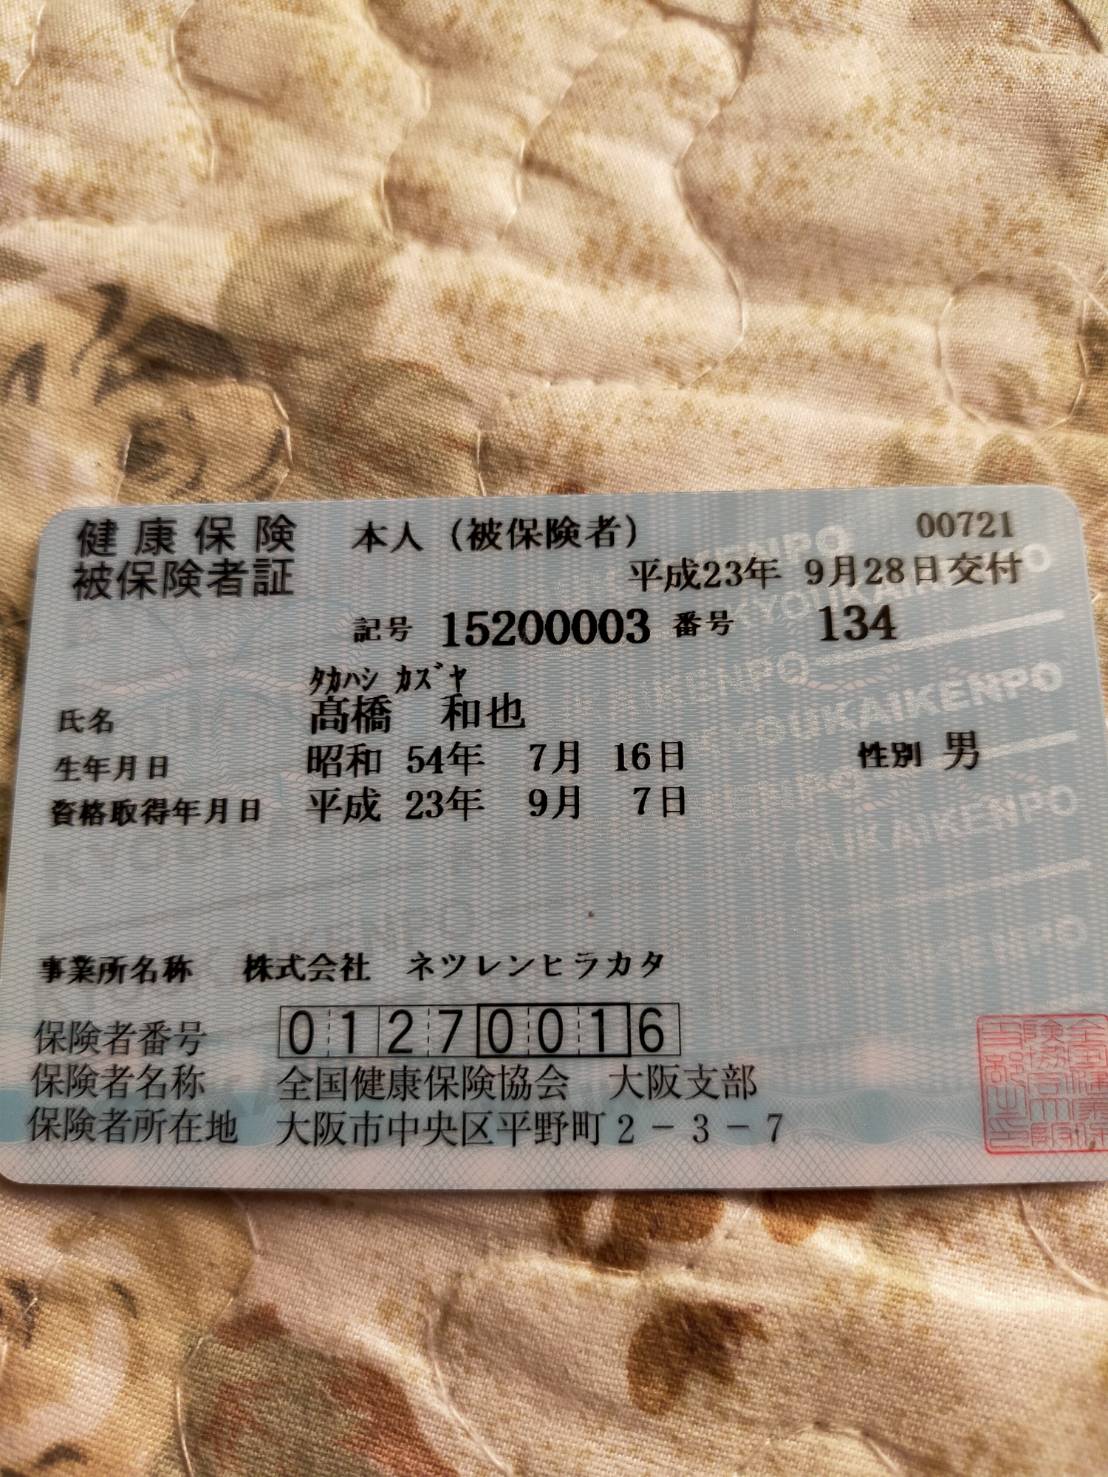 健康保険 本人（被保険者） 00721
被保険者証 平成23年 9月28日交付
記号 15200003 番号 134
ﾀｶﾊｼ ｶｽﾞﾔ
氏名 髙橋 和也
生年月日 昭和 54年 7月 16日 性別 男
資格取得年月日 平成 23年 9月 7日
事業所名称 株式会社 ネツレンヒラカタ
保険者番号 01270016
保険者名称 全国健康保険協会 大阪支部
保険者所在地 大阪市中央区平野町2－3－7
KYOUKAIKENPO